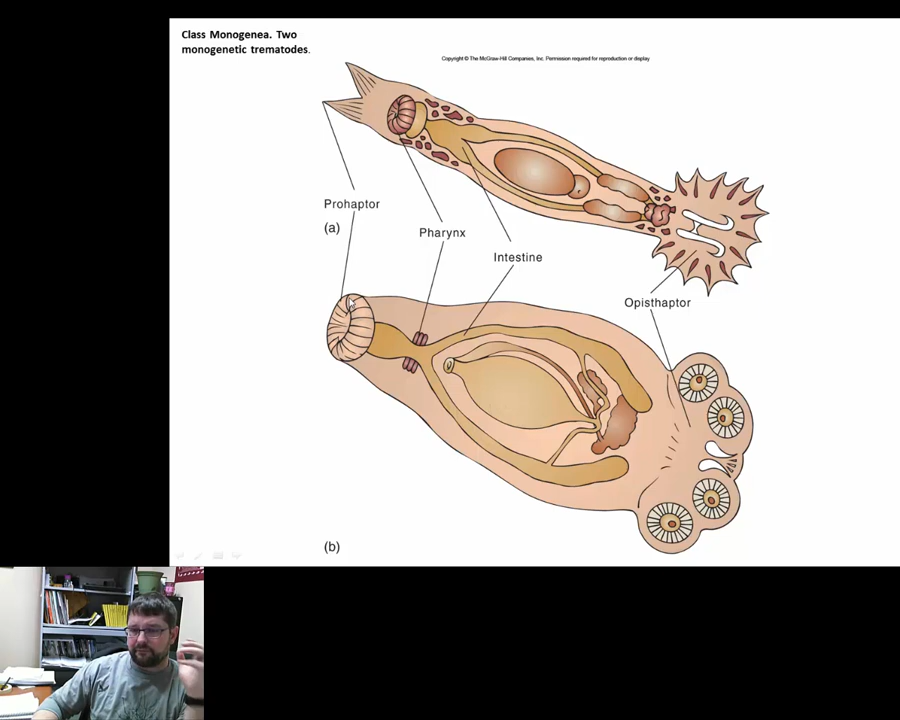 Class Monogenea. Two
monogenetic trematodes.
Copyright © The McGraw-Hill Companies, Inc. Permission required for reproduction or display
Prohaptor
(a)
Pharynx
Intestine
Opisthaptor
(b)